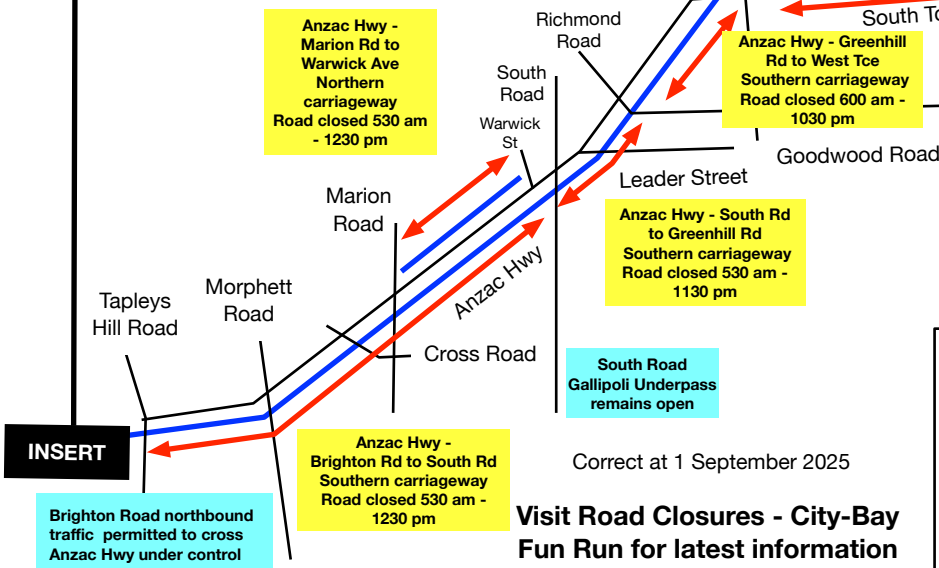 Anzac Hwy -
Marion Rd to
Warwick Ave
Northern
carriageway
Road closed 530 am
- 1230 pm
Richmond
Road
South
Road
Warwick
St
South
Anzac Hwy - Greenhill
Rd to West Tce
Southern carriageway
Road closed 600 am -
1030 pm
Goodwood Road
Leader Street
Marion
Road
Anzac Hwy - South Rd
to Greenhill Rd
Southern carriageway
Road closed 530 am -
1130 pm
Anzac Hwy
Tapleys
Hill Road
Morphett
Road
Cross Road
South Road
Gallipoli Underpass
remains open
INSERT
Anzac Hwy -
Brighton Rd to South Rd
Southern carriageway
Road closed 530 am -
1230 pm
Correct at 1 September 2025
Brighton Road northbound
traffic permitted to cross
Anzac Hwy under control
Visit Road Closures - City-Bay
Fun Run for latest information